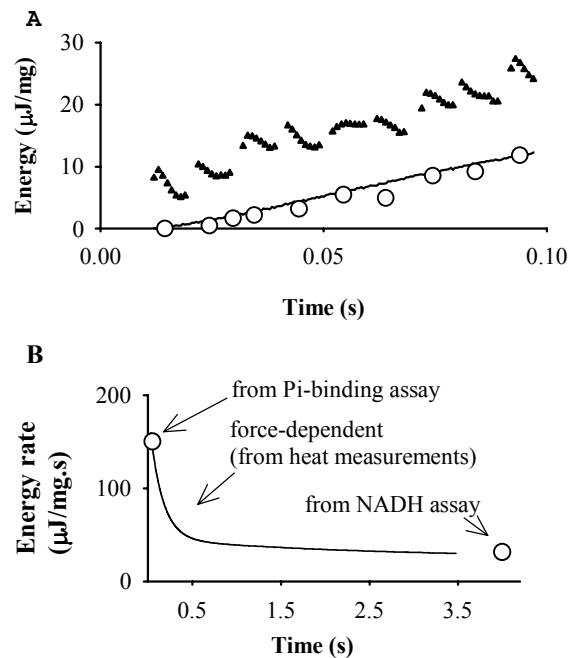 A
30
20
10
0
Energy (µJ/mg)
0.00
0.05
0.10
Time (s)
B
200
100
0
Energy rate
(µJ/mg.s)
from Pi-binding assay
force-dependent
(from heat measurements)
from NADH assay
0.5
1.5
2.5
3.5
Time (s)